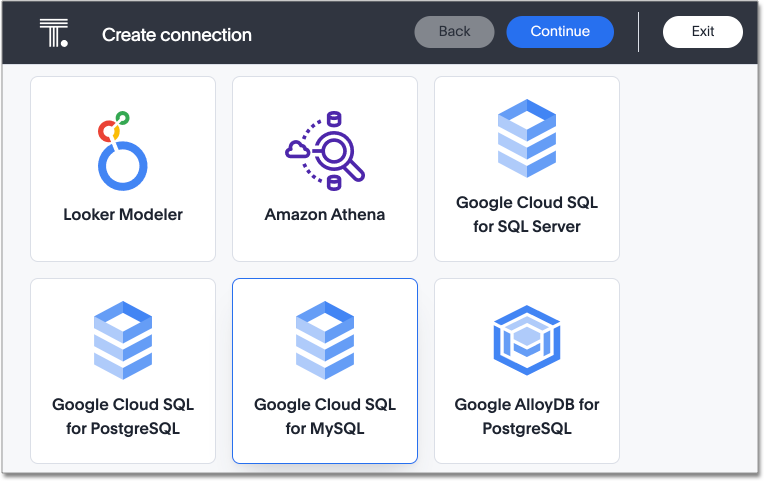 Create connection
Back
Continue
Exit
Looker Modeler
Amazon Athena
Google Cloud SQL
for SQL Server
Google Cloud SQL
for PostgreSQL
Google Cloud SQL
for MySQL
Google AlloyDB for
PostgreSQL